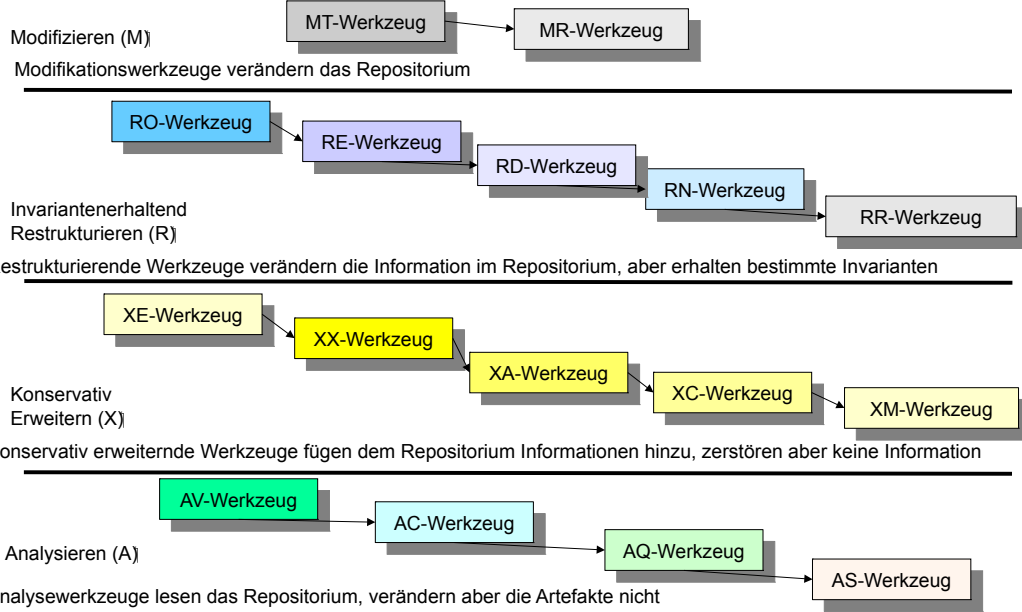 MT-Werkzeug
MR-Werkzeug
Modifizieren (M)
Modifikationswerkzeuge verändern das Repositorium
RO-Werkzeug
RE-Werkzeug
RD-Werkzeug
RN-Werkzeug
RR-Werkzeug
Invariantenerhaltend
Restrukturieren (R)
estrukturierende Werkzeuge verändern die Information im Repositorium, aber erhalten bestimmte Invarianten
XE-Werkzeug
XX-Werkzeug
XA-Werkzeug
XC-Werkzeug
XM-Werkzeug
Konservativ
Erweitern (X)
onservativ erweiternde Werkzeuge fügen dem Repositorium Informationen hinzu, zerstören aber keine Information
AV-Werkzeug
AC-Werkzeug
AQ-Werkzeug
AS-Werkzeug
Analysieren (A)
nalysewerkzeuge lesen das Repositorium, verändern aber die Artefakte nicht